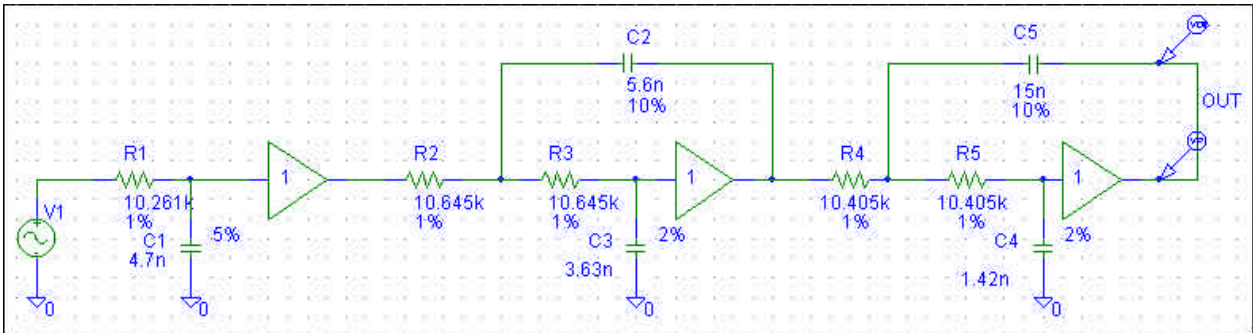 C2
5.6n
10%
C5
15n
10%
OUT
R1
10.261k
1%
C1
4.7n
5%
V1
0
0
1
R2
10.645k
1%
R3
10.645k
1%
1
C3
3.63n
2%
0
R4
10.405k
1%
R5
10.405k
1%
1
C4
1.42n
2%
0